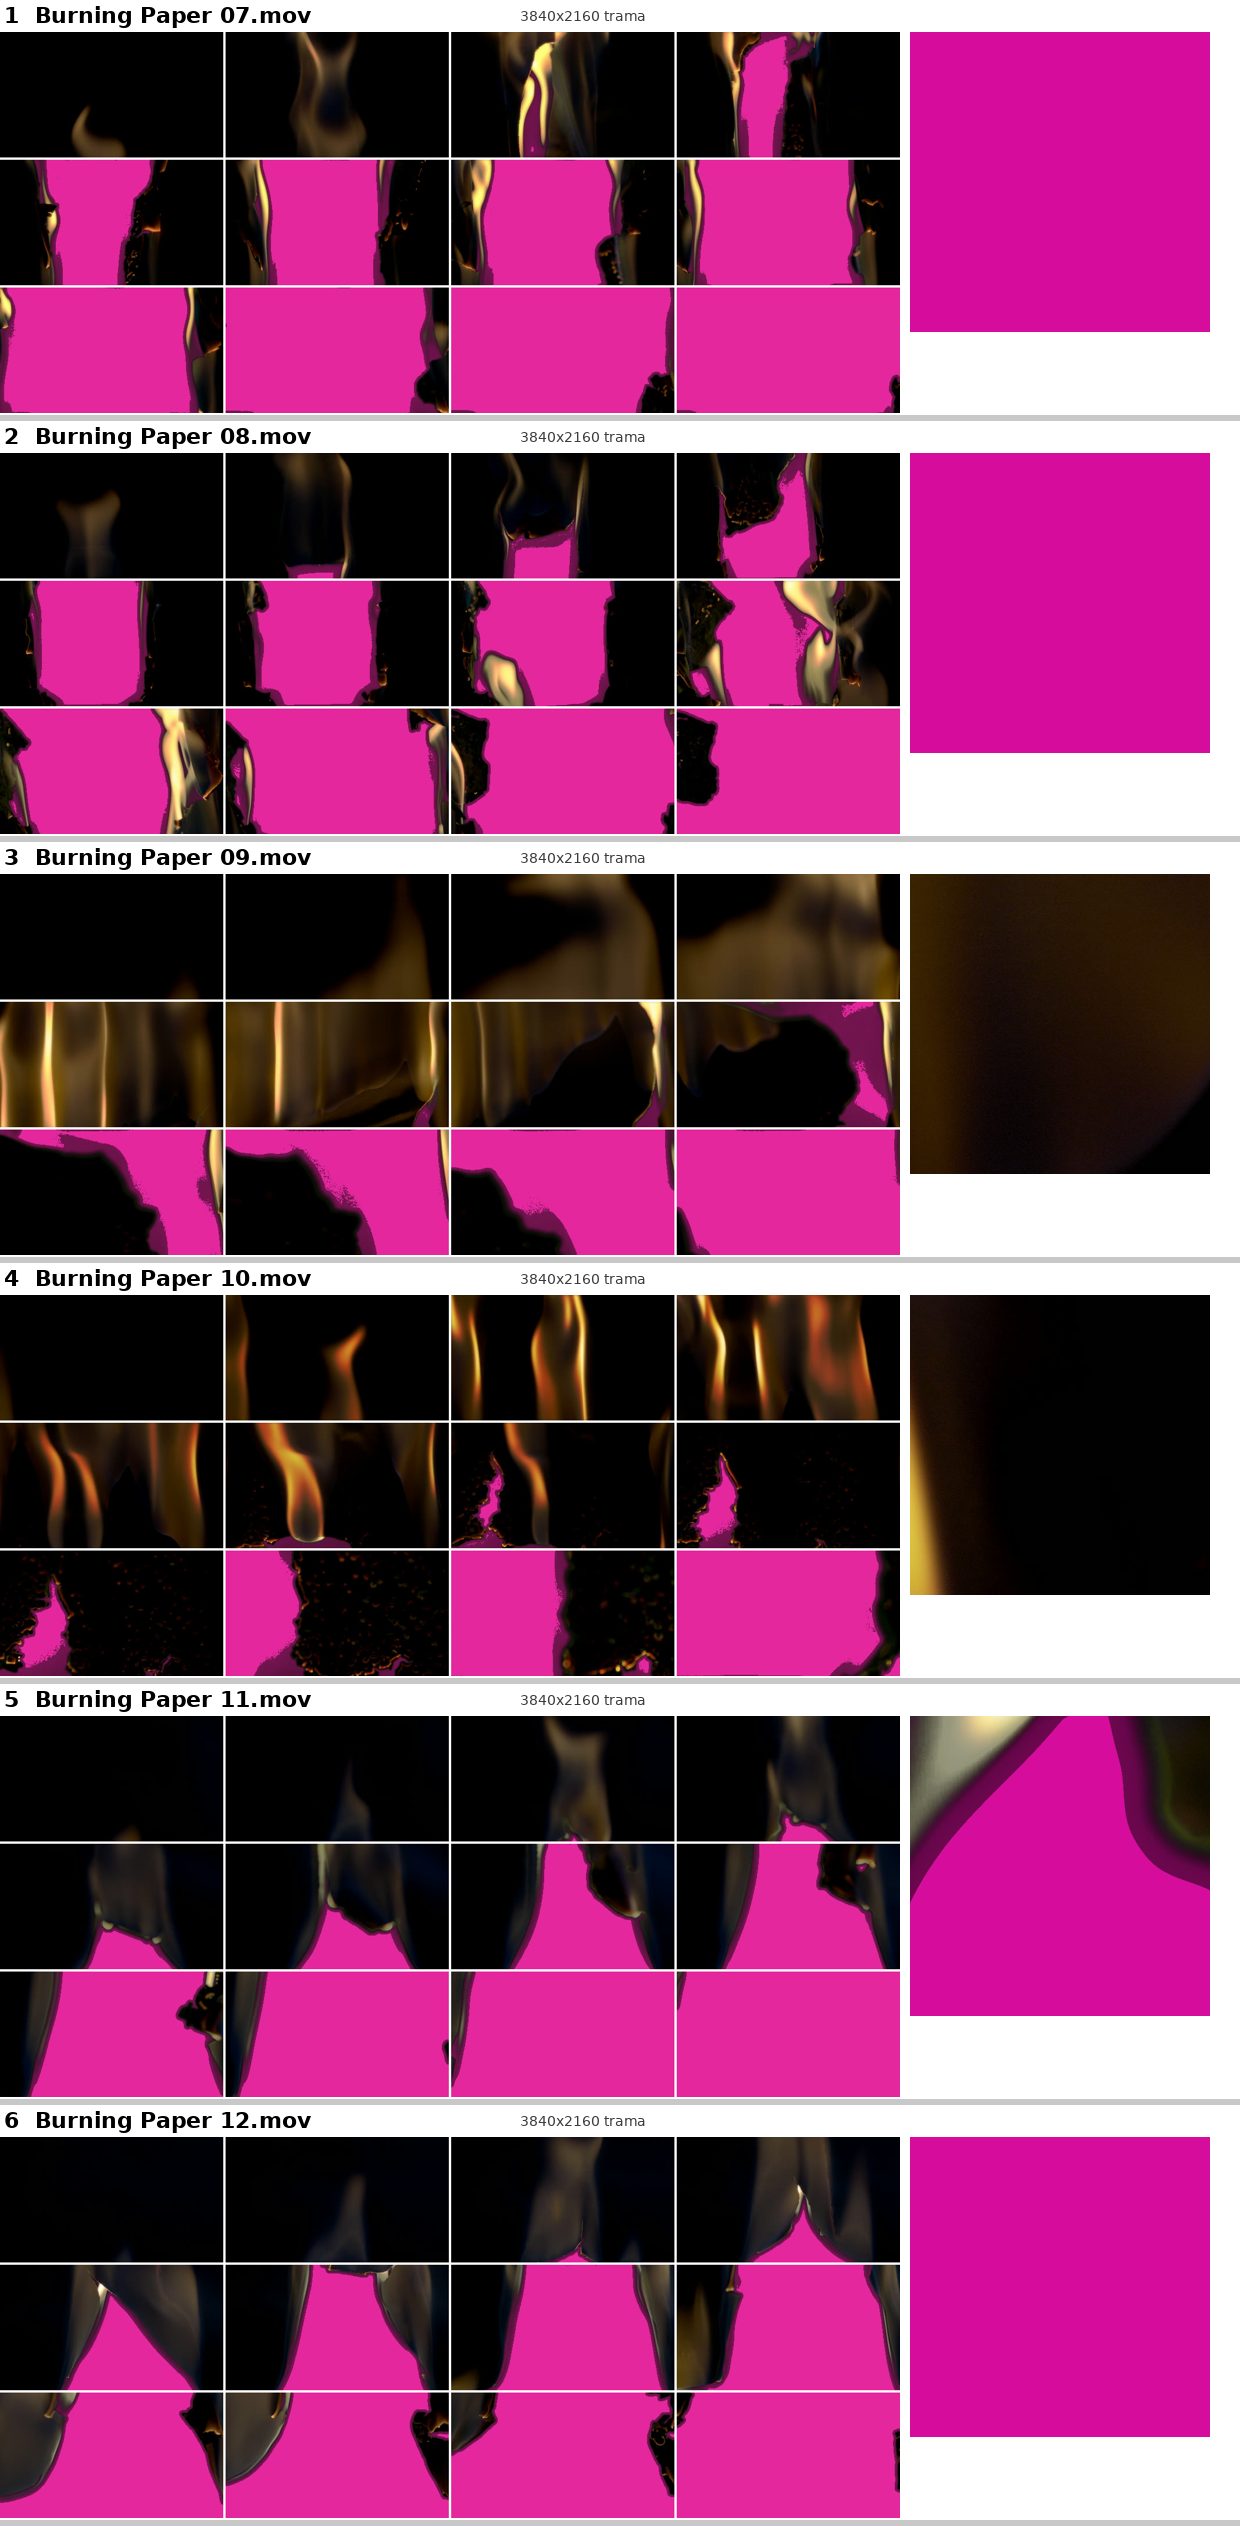 1 Burning Paper 07.mov 3840x2160 trama
2 Burning Paper 08.mov 3840x2160 trama
3 Burning Paper 09.mov 3840x2160 trama
4 Burning Paper 10.mov 3840x2160 trama
5 Burning Paper 11.mov 3840x2160 trama
6 Burning Paper 12.mov 3840x2160 trama